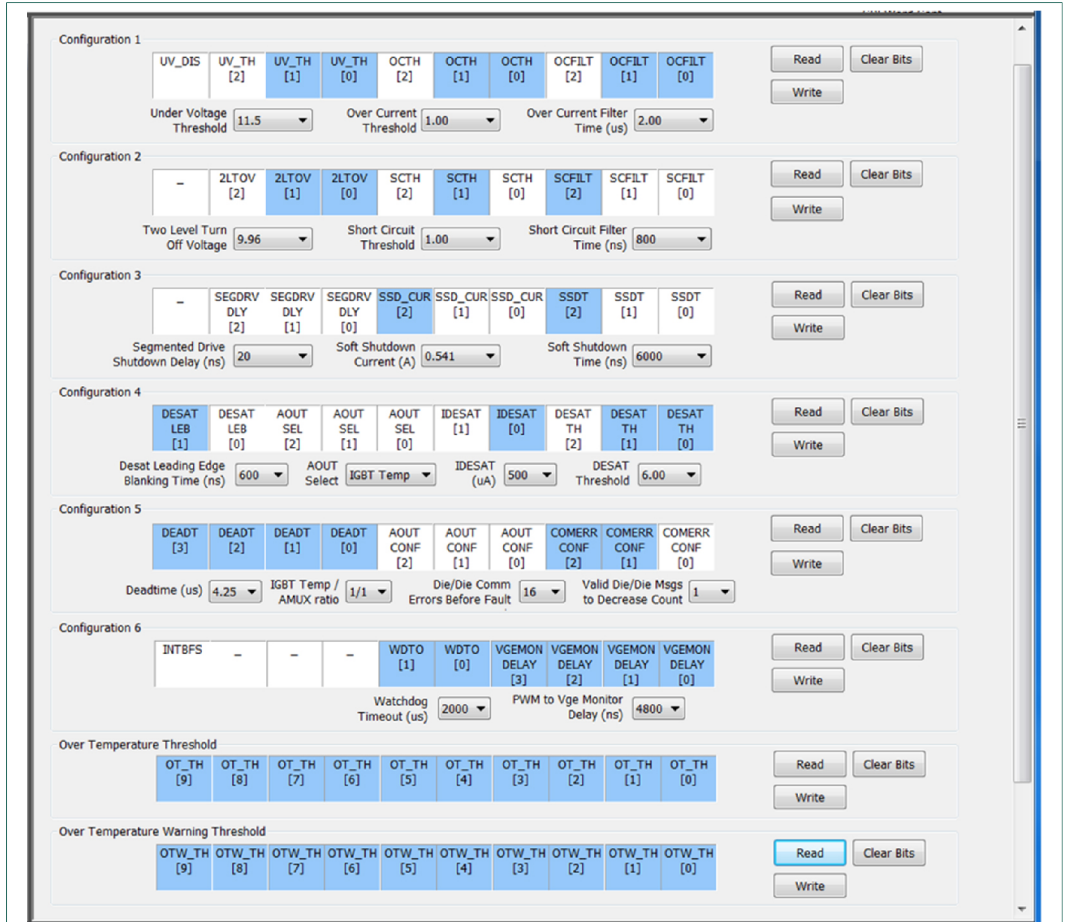 Configuration 1
UV_DIS UV_TH UV_TH UV_TH OCTH OCTH OCTH OCFILT OCFILT OCFILT
[2] [1] [0] [2] [1] [0] [2] [1] [0]
Read Clear Bits
Write
Under Voltage Threshold 11.5 Over Current Threshold 1.00 Over Current Filter Time (us) 2.00
Configuration 2
– 2LTOV 2LTOV 2LTOV SCTH SCTH SCTH SCFILT SCFILT SCFILT
[2] [1] [0] [2] [1] [0] [2] [1] [0]
Read Clear Bits
Write
Two Level Turn Off Voltage 9.96 Short Circuit Threshold 1.00 Short Circuit Filter Time (ns) 800
Configuration 3
– SEGDRV SEGDRV SEGDRV SSD_CUR SSD_CUR SSD_CUR SSDT SSDT SSDT
DLY DLY DLY [2] [1] [0] [2] [1] [0]
[2] [1] [0]
Read Clear Bits
Write
Segmented Drive Shutdown Delay (ns) 20 Soft Shutdown Current (A) 0.541 Soft Shutdown Time (ns) 6000
Configuration 4
DESAT DESAT AOUT AOUT AOUT IDESAT IDESAT DESAT DESAT DESAT
LEB LEB SEL SEL SEL [1] [0] TH TH TH
[1] [0] [2] [1] [0] [2] [1] [0]
Read Clear Bits
Write
Desat Leading Edge Blanking Time (ns) 600 AOUT Select IGBT Temp IDESAT (uA) 500 DESAT Threshold 6.00
Configuration 5
DEADT DEADT DEADT DEADT AOUT AOUT AOUT COMERR COMERR COMERR
[3] [2] [1] [0] CONF CONF CONF CONF CONF CONF
[2] [1] [0] [2] [1] [0]
Read Clear Bits
Write
Deadtime (us) 4.25 IGBT Temp / AMUX ratio 1/1 Die/Die Comm Errors Before Fault 16 Valid Die/Die Msgs to Decrease Count 1
Configuration 6
INTBFS – – – WDTO WDTO VGEMON VGEMON VGEMON VGEMON
[1] [0] DELAY DELAY DELAY DELAY
[3] [2] [1] [0]
Read Clear Bits
Write
Watchdog Timeout (us) 2000 PWM to Vge Monitor Delay (ns) 4800
Over Temperature Threshold
OT_TH OT_TH OT_TH OT_TH OT_TH OT_TH OT_TH OT_TH OT_TH OT_TH
[9] [8] [7] [6] [5] [4] [3] [2] [1] [0]
Read Clear Bits
Write
Over Temperature Warning Threshold
OTW_TH OTW_TH OTW_TH OTW_TH OTW_TH OTW_TH OTW_TH OTW_TH OTW_TH OTW_TH
[9] [8] [7] [6] [5] [4] [3] [2] [1] [0]
Read Clear Bits
Write